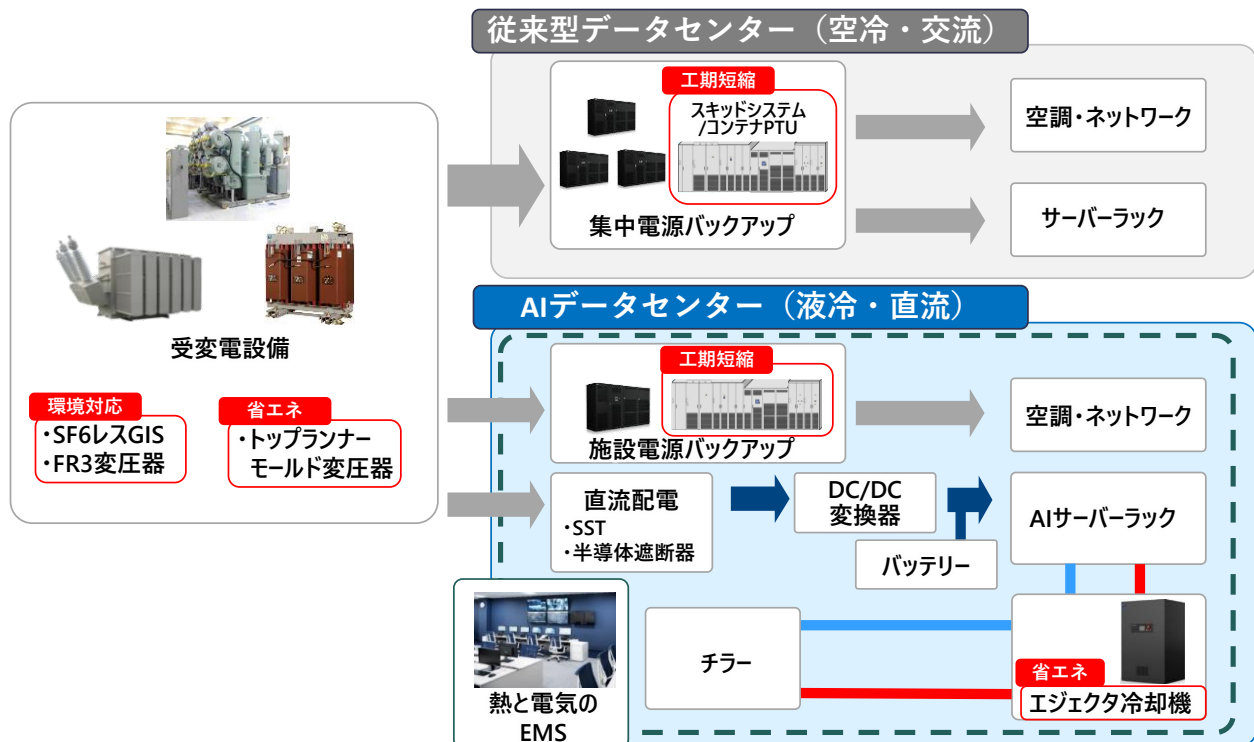 従来型データセンター（空冷・交流）
工期短縮
スキッドシステム
/コンテナPTU
集中電源バックアップ
空調・ネットワーク
サーバーラック
受変電設備
環境対応
・SF6レスGIS
・FR3変圧器
省エネ
・トップランナー
モールド変圧器
AIデータセンター（液冷・直流）
工期短縮
施設電源バックアップ
空調・ネットワーク
直流配電
・SST
・半導体遮断器
DC/DC
変換器
バッテリー
AIサーバーラック
熱と電気の
EMS
チラー
省エネ
エジェクタ冷却機